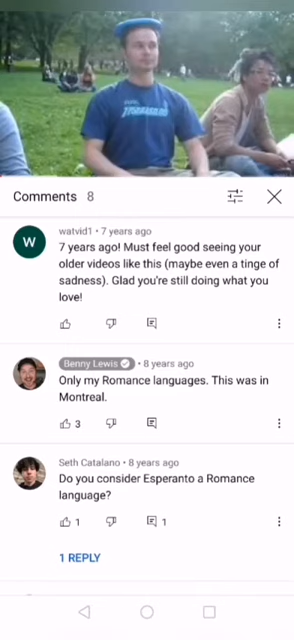 Comments 8
watvid1 • 7 years ago
7 years ago! Must feel good seeing your
older videos like this (maybe even a tinge of
sadness). Glad you're still doing what you
love!
Benny Lewis • 8 years ago
Only my Romance languages. This was in
Montreal.
3
Seth Catalano • 8 years ago
Do you consider Esperanto a Romance
language?
1 1
1 REPLY